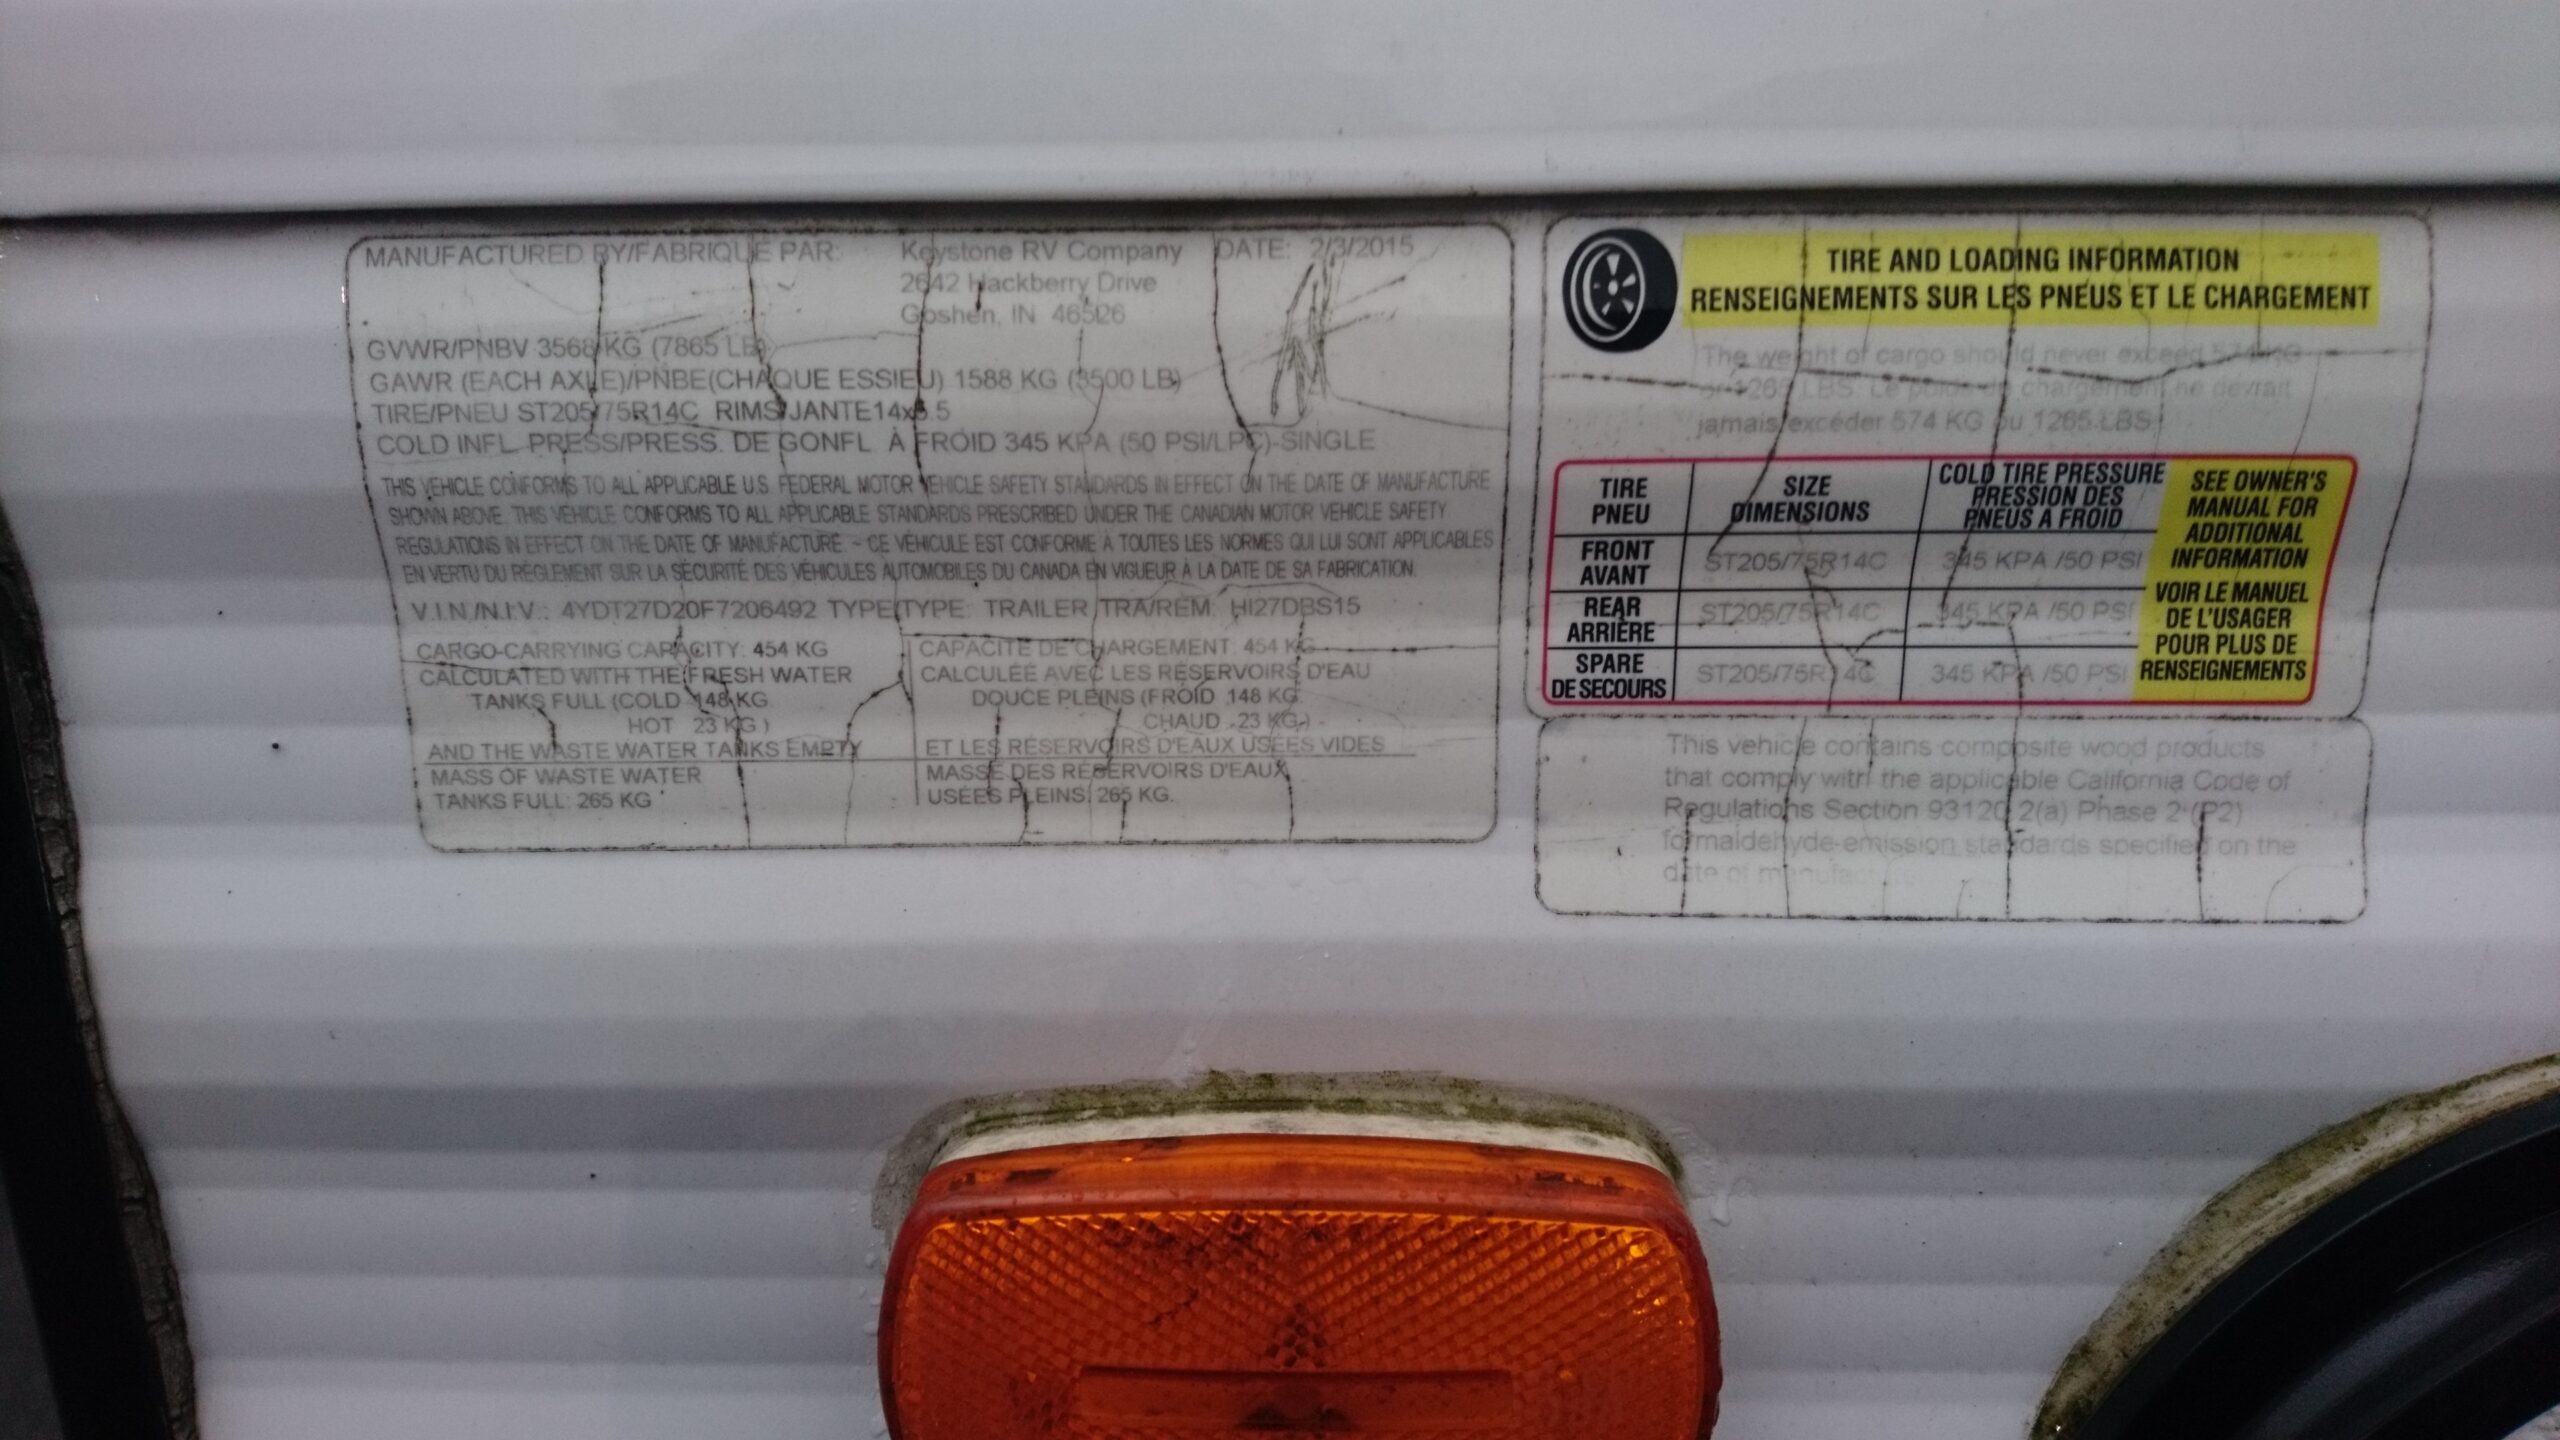 MANUFACTURED BY/FABRIQUE PAR: Keystone RV Company DATE: 2/3/2015
2642 Hackberry Drive
Goshen, IN 46526
GVWR/PNBV 3568 KG (7865 LB)
GAWR (EACH AXLE)/PNBE(CHAQUE ESSIEU) 1588 KG (3500 LB)
TIRE/PNEU ST205/75R14C RIMS/JANTE14x5.5
COLD INFL PRESS/PRESS. DE GONFL À FROID 345 KPA (50 PSI/LPC)-SINGLE
THIS VEHICLE CONFORMS TO ALL APPLICABLE U.S. FEDERAL MOTOR VEHICLE SAFETY STANDARDS IN EFFECT ON THE DATE OF MANUFACTURE
SHOWN ABOVE. THIS VEHICLE CONFORMS TO ALL APPLICABLE STANDARDS PRESCRIBED UNDER THE CANADIAN MOTOR VEHICLE SAFETY
REGULATIONS IN EFFECT ON THE DATE OF MANUFACTURE. ~ CE VÉHICULE EST CONFORME À TOUTES LES NORMES QUI LUI SONT APPLICABLES
EN VERTU DU RÈGLEMENT SUR LA SÉCURITÉ DES VÉHICULES AUTOMOBILES DU CANADA EN VIGUEUR À LA DATE DE SA FABRICATION.
V.I.N./N.I.V.: 4YDT27D20F7206492 TYPE/TYPE: TRAILER /TRA/REM: HI27DBS15
CARGO-CARRYING CAPACITY: 454 KG
CALCULATED WITH THE FRESH WATER
TANKS FULL (COLD 148 KG
HOT 23 KG )
AND THE WASTE WATER TANKS EMPTY
MASS OF WASTE WATER
TANKS FULL: 265 KG
CAPACITÉ DE CHARGEMENT: 454 KG
CALCULÉE AVEC LES RÉSERVOIRS D'EAU
DOUCE PLEINS (FROID 148 KG
CHAUD 23 KG )
ET LES RÉSERVOIRS D'EAUX USÉES VIDES
MASSE DES RÉSERVOIRS D'EAUX
USÉES PLEINS: 265 KG.
TIRE AND LOADING INFORMATION
RENSEIGNEMENTS SUR LES PNEUS ET LE CHARGEMENT
The weight of cargo should never exceed 574 KG
or 1265 LBS. Le poids de chargement ne devrait
jamais excéder 574 KG ou 1265 LBS
TIRE
PNEU
SIZE
DIMENSIONS
COLD TIRE PRESSURE
PRESSION DES
PNEUS A FROID
FRONT
AVANT
ST205/75R14C
345 KPA /50 PSI
REAR
ARRIÈRE
ST205/75R14C
345 KPA /50 PSI
SPARE
DE SECOURS
ST205/75R14C
345 KPA /50 PSI
SEE OWNER'S
MANUAL FOR
ADDITIONAL
INFORMATION
VOIR LE MANUEL
DE L'USAGER
POUR PLUS DE
RENSEIGNEMENTS
This vehicle contains composite wood products
that comply with the applicable California Code of
Regulations Section 93120.2(a) Phase 2 (P2)
formaldehyde emission standards specified on the
date of